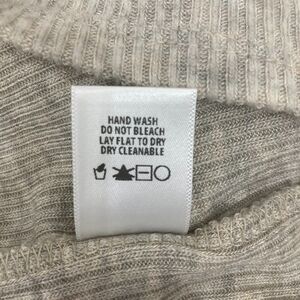 HAND WASH
DO NOT BLEACH
LAY FLAT TO DRY
DRY CLEANABLE